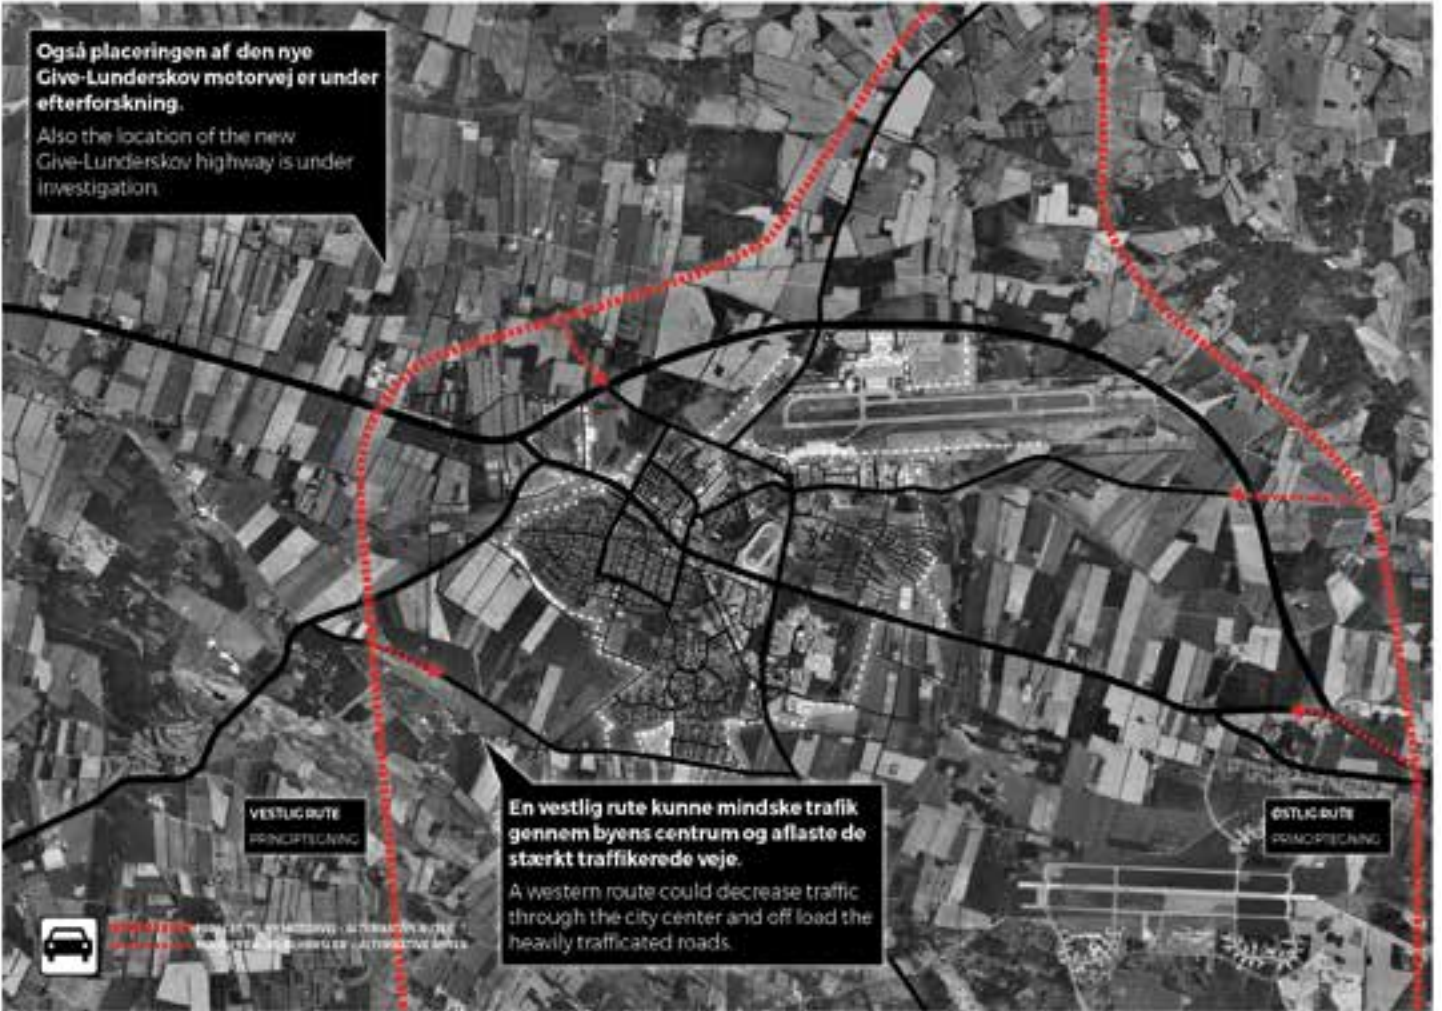 Også placeringen af den nye
Give-Lunderskov motorvej er under
efterforskning.
Also the location of the new
Give-Lunderskov highway is under
investigation.
VESTLIG RUTE
PRINCIPTEGNING
En vestlig rute kunne mindske trafik
gennem byens centrum og aflaste de
stærkt traffikerede veje.
A western route could decrease traffic
through the city center and off load the
heavily trafficated roads.
ØSTLIG RUTE
PRINCIPTEGNING